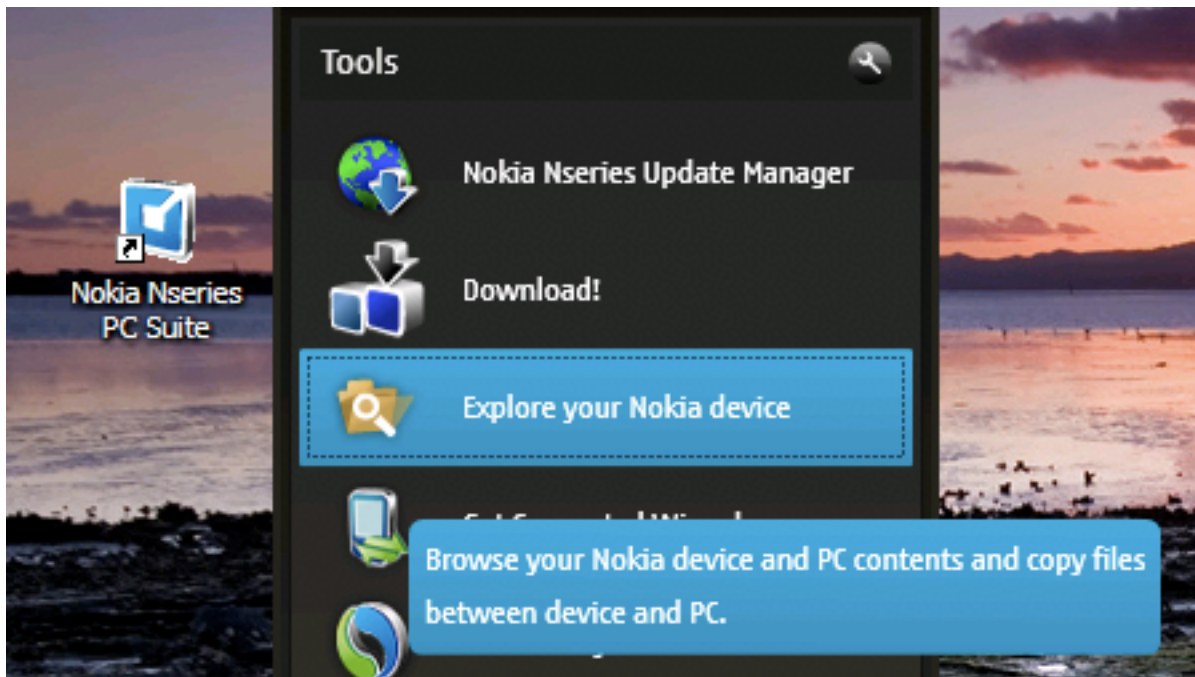 Tools
Nokia Nseries Update Manager
Nokia Nseries
PC Suite
Download!
Explore your Nokia device
Browse your Nokia device and PC contents and copy files
between device and PC.